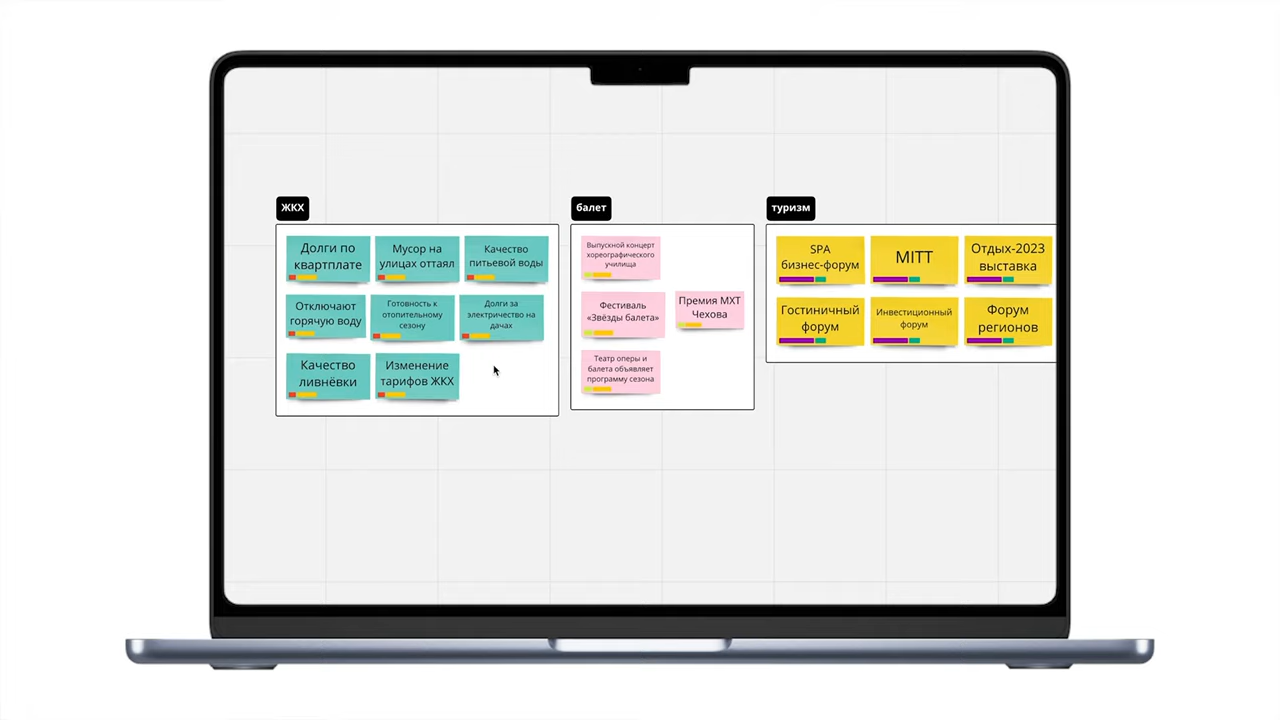 ЖКХ
Долги по
квартплате
Мусор на
улицах оттаял
Качество
питьевой воды
Отключают
горячую воду
Готовность к
отопительному
сезону
Долги за
электричество на
дачах
Качество
ливнёвки
Изменение
тарифов ЖКХ
балет
Выпускной концерт
хореографического
училища
Фестиваль
«Звёзды балета»
Премия МХТ
Чехова
Театр оперы и
балета объявляет
программу сезона
туризм
SPA
бизнес-форум
MITT
Отдых-2023
выставка
Гостиничный
форум
Инвестиционный
форум
Форум
регионов